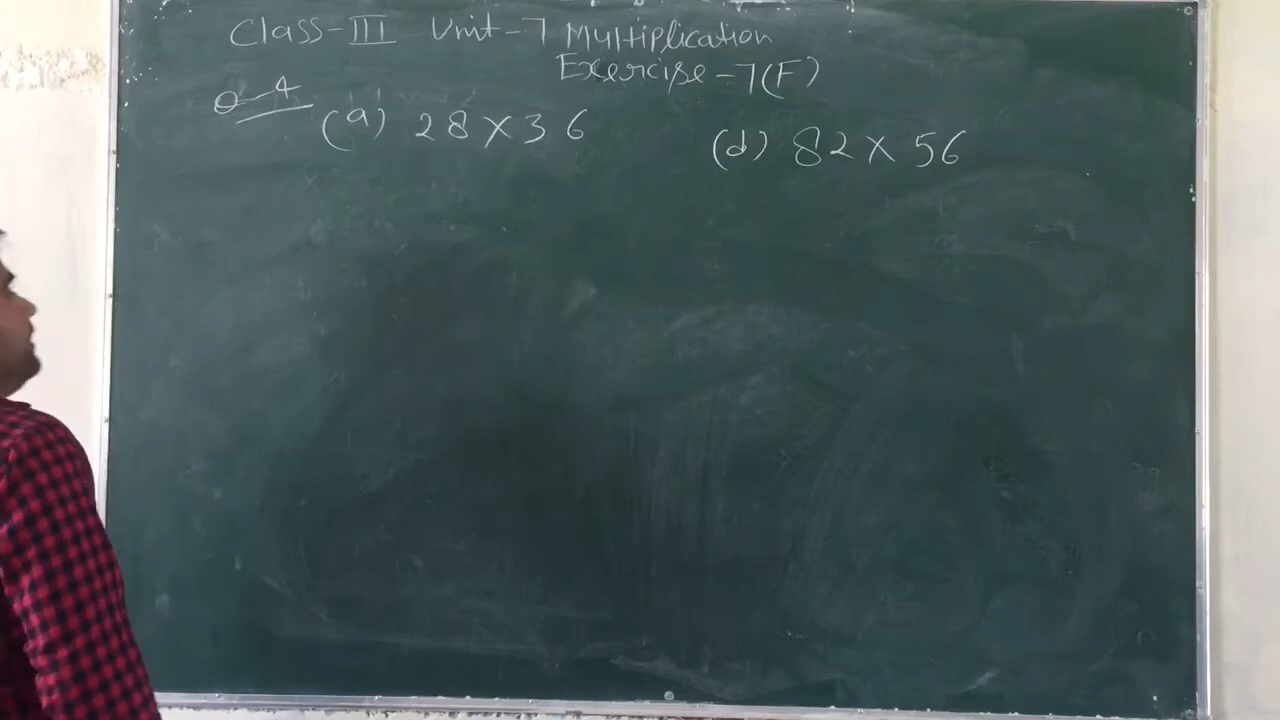 Class-III Unit-7 Multiplication
Exercise-7(F)
Q-4 (a) 28×36 (d) 82×56